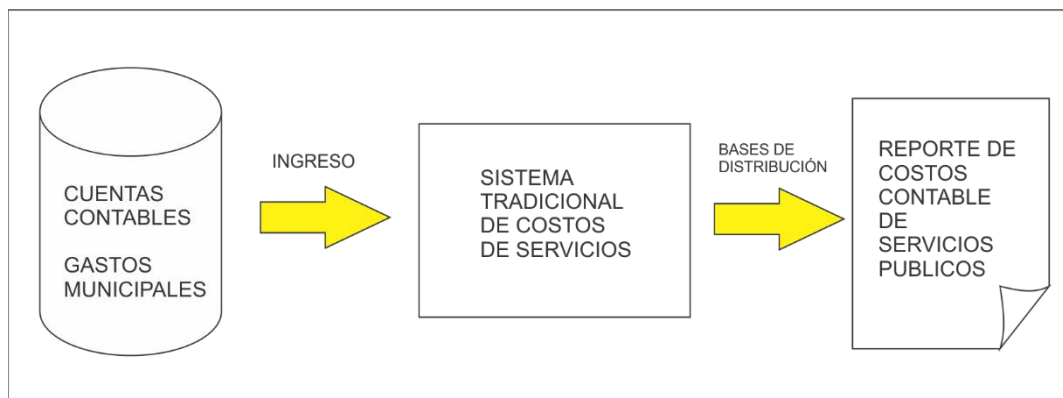 CUENTAS
CONTABLES
GASTOS
MUNICIPALES
INGRESO
SISTEMA
TRADICIONAL
DE COSTOS
DE SERVICIOS
BASES DE
DISTRIBUCIÓN
REPORTE DE
COSTOS
CONTABLE
DE
SERVICIOS
PUBLICOS